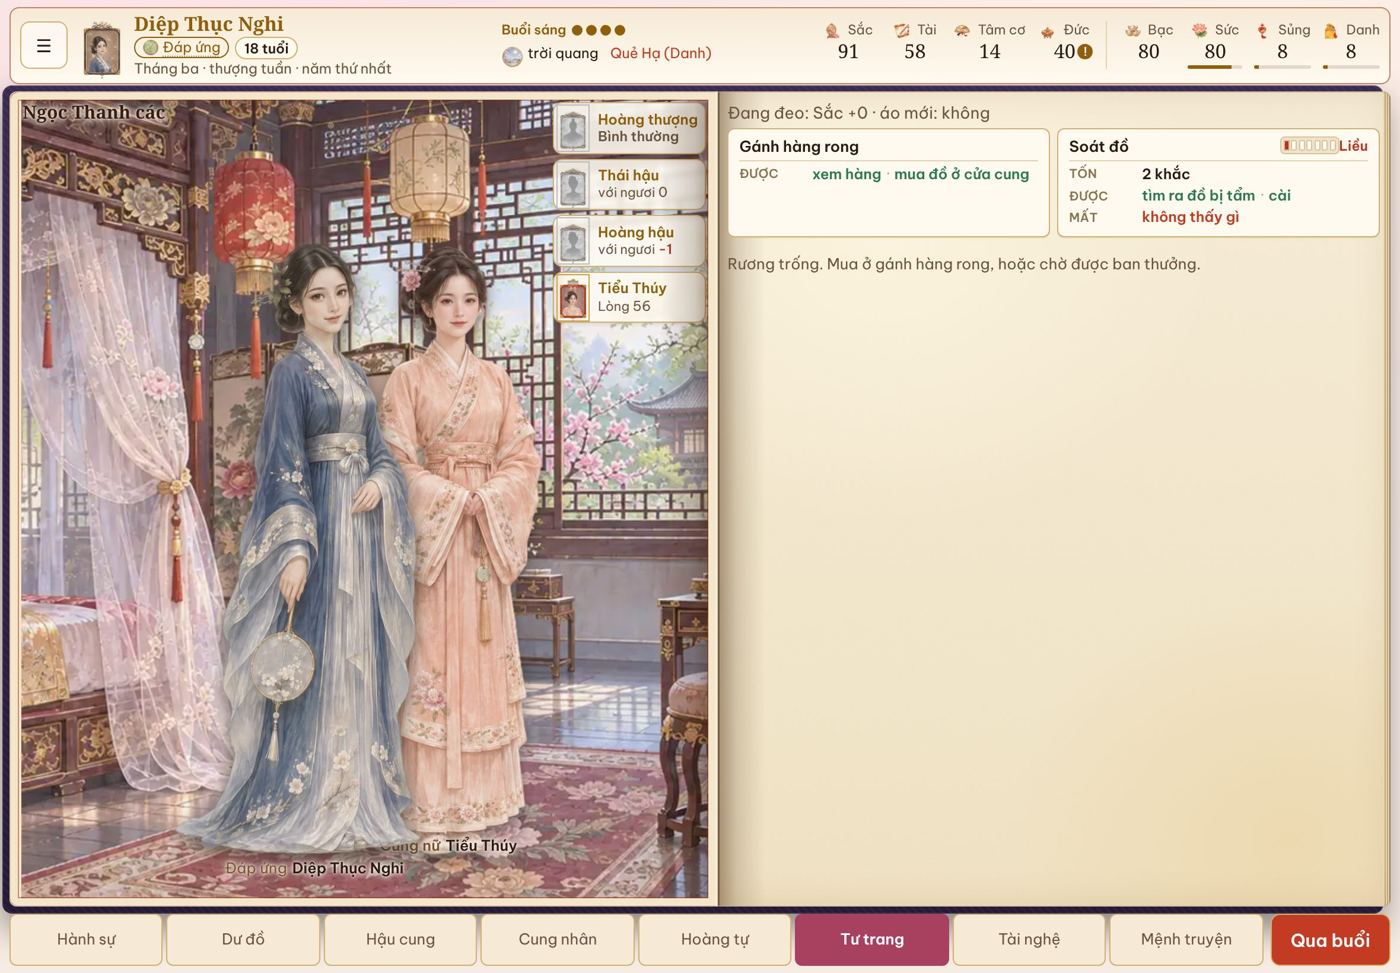 ☰
Diệp Thục Nghi
Đáp ứng 18 tuổi
Tháng ba · thượng tuần · năm thứ nhất
Buổi sáng
trời quang Quẻ Hạ (Danh)
Sắc Tài Tâm cơ Đức Bạc Sức Sủng Danh
91 58 14 40! 80 80 8 8
Ngọc Thanh các
Hoàng thượng
Bình thường
Thái hậu
với ngươi 0
Hoàng hậu
với ngươi -1
Tiểu Thúy
Lòng 56
Cung nữ Tiểu Thúy
Đáp ứng Diệp Thục Nghi
Đang đeo: Sắc +0 · áo mới: không
Gánh hàng rong
ĐƯỢC xem hàng · mua đồ ở cửa cung
Soát đồ Liều
TỐN 2 khắc
ĐƯỢC tìm ra đồ bị tẩm · cài
MẤT không thấy gì
Rương trống. Mua ở gánh hàng rong, hoặc chờ được ban thưởng.
Hành sự Dư đồ Hậu cung Cung nhân Hoàng tự Tư trang Tài nghệ Mệnh truyện Qua buổi